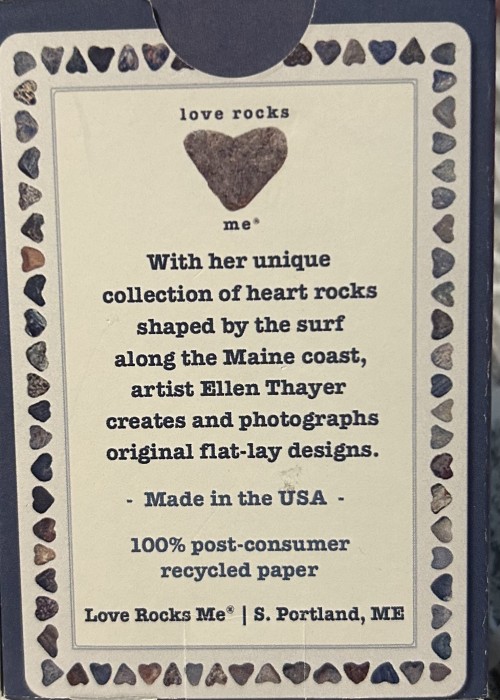 love rocks
me®
With her unique
collection of heart rocks
shaped by the surf
along the Maine coast,
artist Ellen Thayer
creates and photographs
original flat-lay designs.
- Made in the USA -
100% post-consumer
recycled paper
Love Rocks Me® | S. Portland, ME